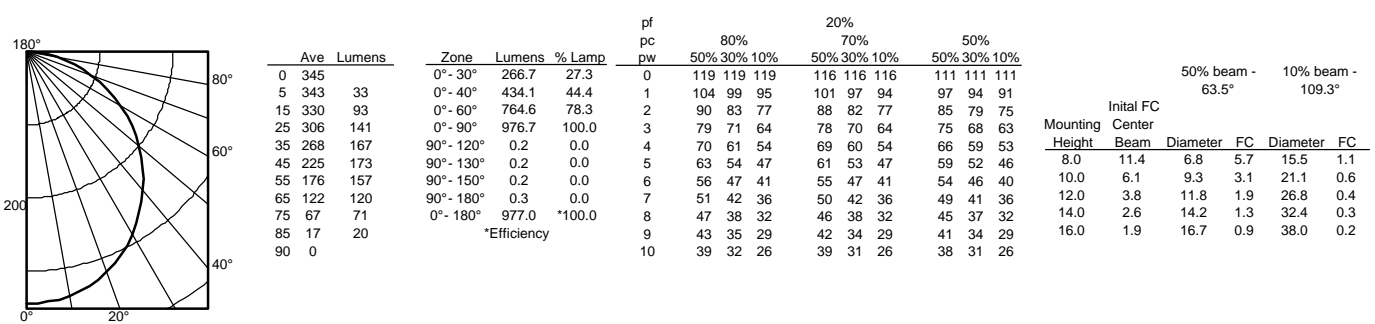 180°
80°
60°
200
40°
0° 20°
Ave Lumens
0 345
5 343 33
15 330 93
25 306 141
35 268 167
45 225 173
55 176 157
65 122 120
75 67 71
85 17 20
90 0
Zone Lumens % Lamp
0°- 30° 266.7 27.3
0°- 40° 434.1 44.4
0°- 60° 764.6 78.3
0°- 90° 976.7 100.0
90°- 120° 0.2 0.0
90°- 130° 0.2 0.0
90°- 150° 0.2 0.0
90°- 180° 0.3 0.0
0°- 180° 977.0 *100.0
*Efficiency
pf 20%
pc 80% 70% 50%
pw 50% 30% 10% 50% 30% 10% 50% 30% 10%
0 119 119 119 116 116 116 111 111 111
1 104 99 95 101 97 94 97 94 91
2 90 83 77 88 82 77 85 79 75
3 79 71 64 78 70 64 75 68 63
4 70 61 54 69 60 54 66 59 53
5 63 54 47 61 53 47 59 52 46
6 56 47 41 55 47 41 54 46 40
7 51 42 36 50 42 36 49 41 36
8 47 38 32 46 38 32 45 37 32
9 43 35 29 42 34 29 41 34 29
10 39 32 26 39 31 26 38 31 26
50% beam - 10% beam -
63.5° 109.3°
Inital FC
Mounting Center
Height Beam Diameter FC Diameter FC
8.0 11.4 6.8 5.7 15.5 1.1
10.0 6.1 9.3 3.1 21.1 0.6
12.0 3.8 11.8 1.9 26.8 0.4
14.0 2.6 14.2 1.3 32.4 0.3
16.0 1.9 16.7 0.9 38.0 0.2